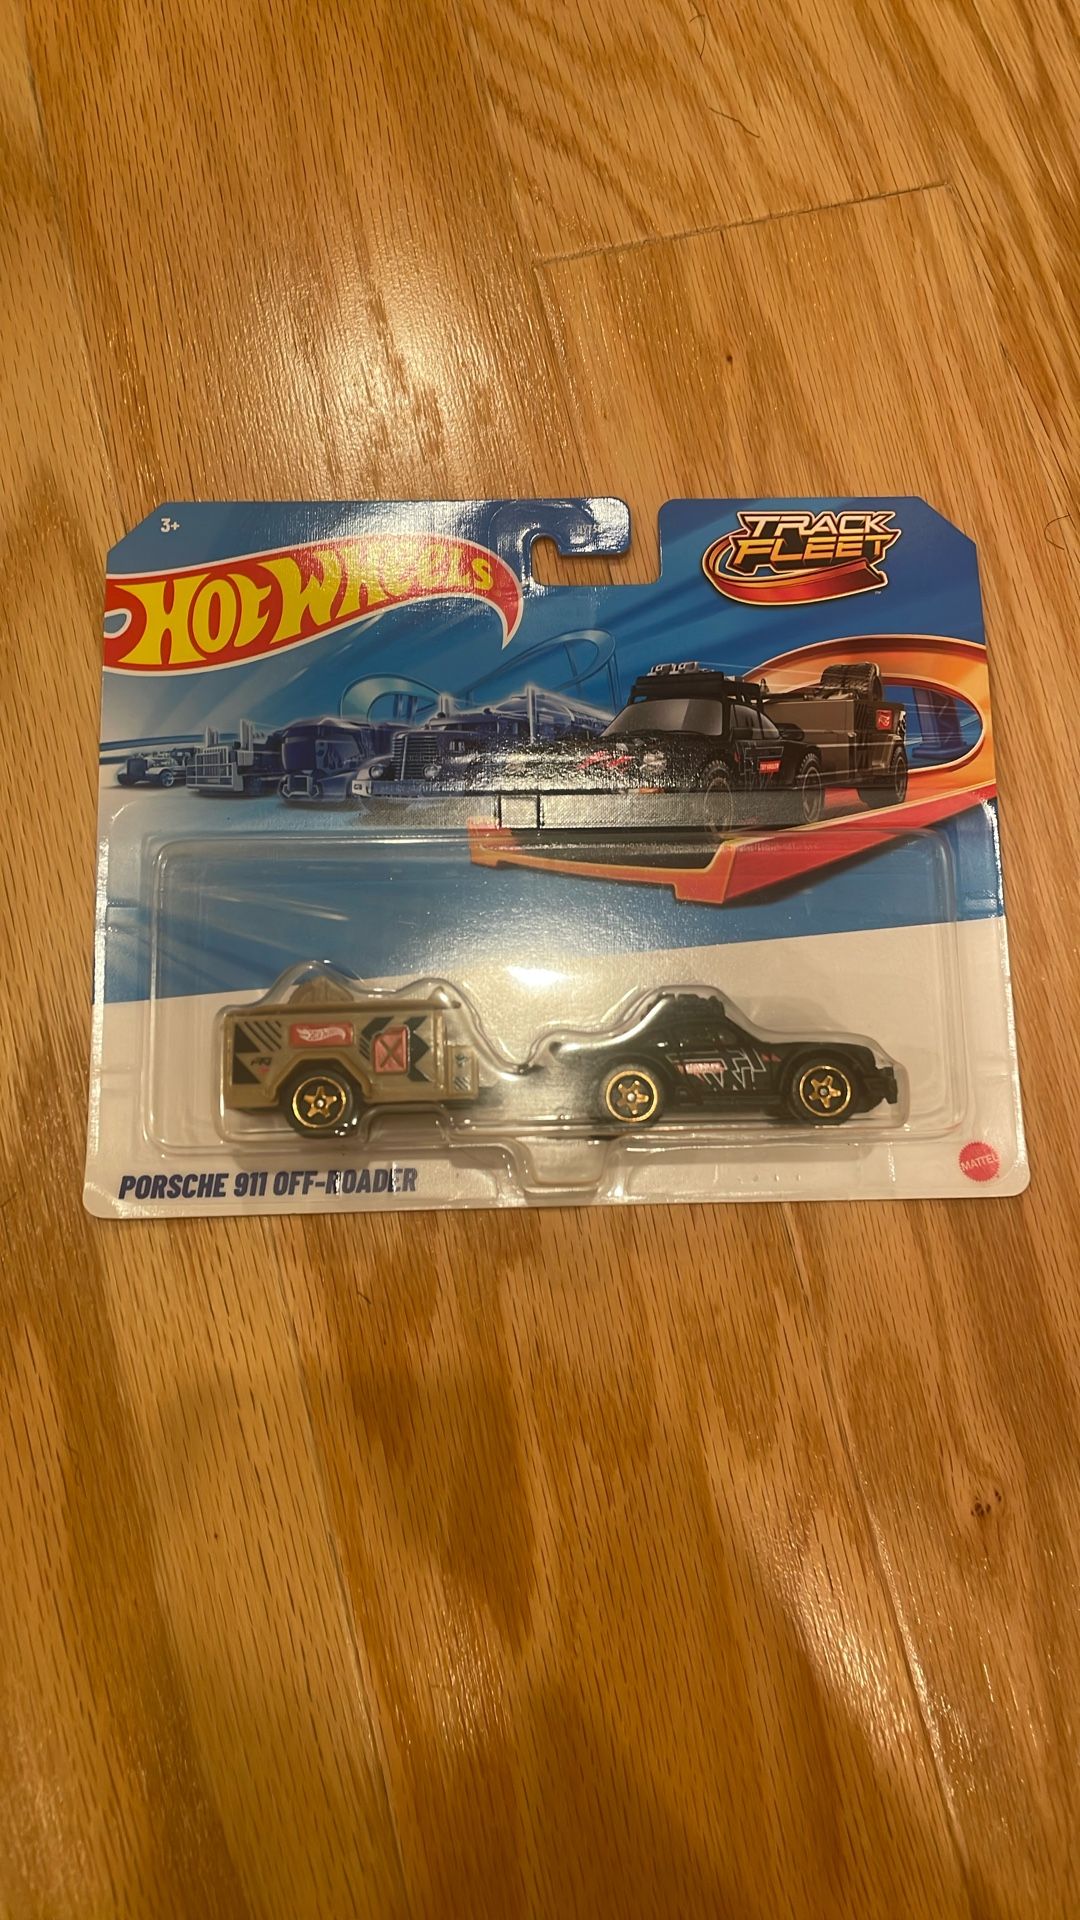 3+
HOT WHEELS
TRACK
FLEET
PORSCHE 911 OFF-ROADER
MATTEL